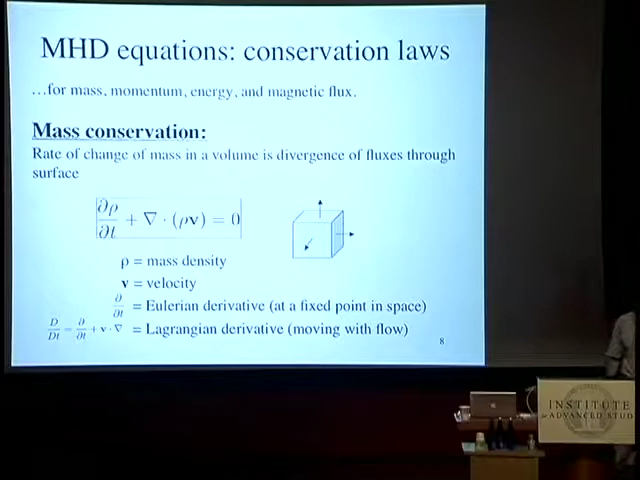 MHD equations: conservation laws
…for mass, momentum, energy, and magnetic flux.
Mass conservation:
Rate of change of mass in a volume is divergence of fluxes through
surface
∂ρ/∂t + ∇ · (ρv) = 0
ρ = mass density
v = velocity
∂/∂t = Eulerian derivative (at a fixed point in space)
D/Dt = ∂/∂t + v · ∇ = Lagrangian derivative (moving with flow)
8
INSTITUTE
ADVANCED STUD